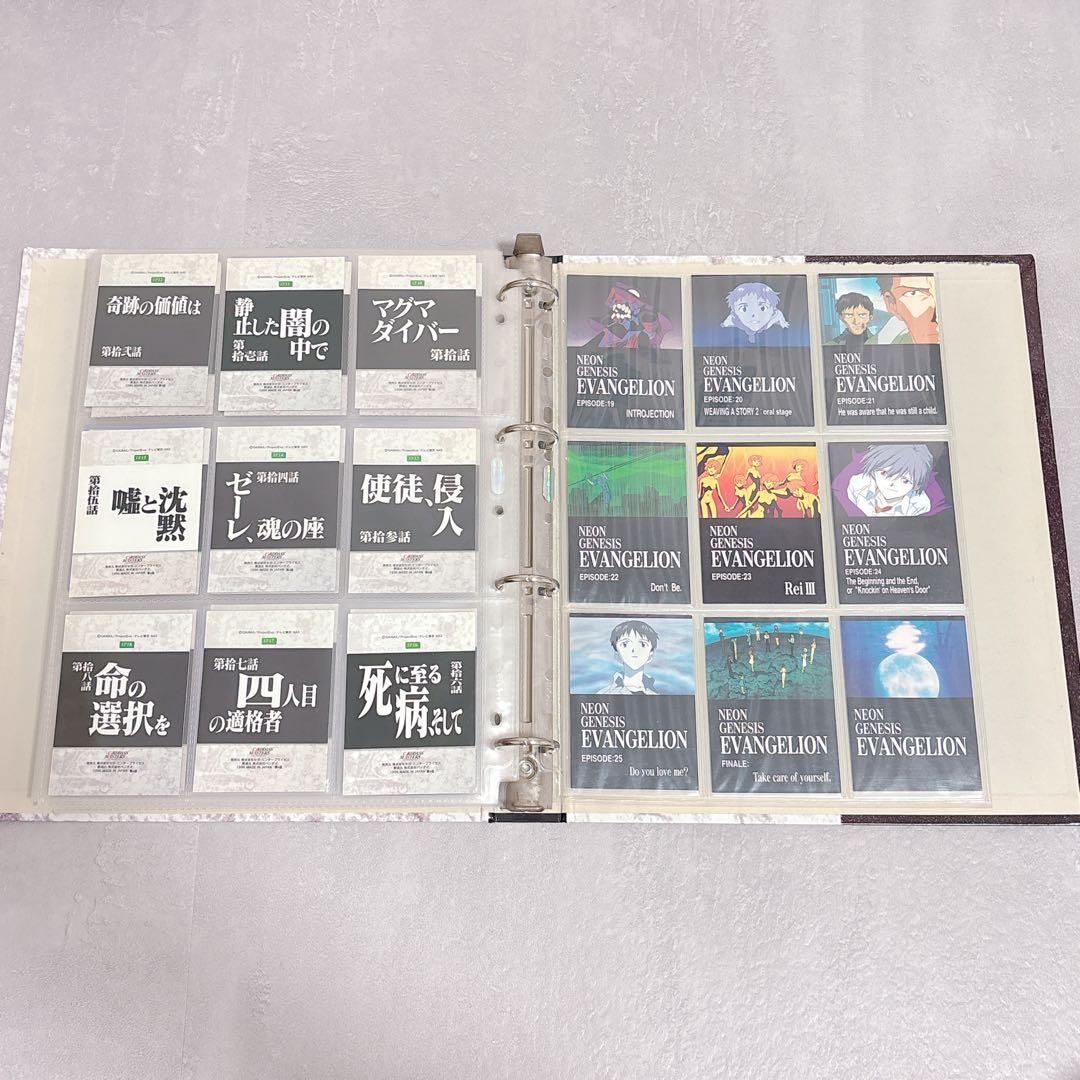 奇跡の価値は
第拾弐話
静止した闇の中で
第拾壱話
マグマ
ダイバー
第拾話
第拾伍話
嘘と沈黙
第拾四話
ゼーレ、魂の座
使徒、侵入
第拾参話
第拾八話
命の
選択を
第拾七話
四人目
の適格者
第拾六話
死に至る
病、そして
NEON
GENESIS
EVANGELION
EPISODE:19
INTROJECTION
NEON
GENESIS
EVANGELION
EPISODE:20
WEAVING A STORY 2 : oral stage
NEON
GENESIS
EVANGELION
EPISODE:21
He was aware that he was still a child.
NEON
GENESIS
EVANGELION
EPISODE:22
Don't Be.
NEON
GENESIS
EVANGELION
EPISODE:23
Rei III
NEON
GENESIS
EVANGELION
EPISODE:24
The Beginning and the End,
or "Knockin' on Heaven's Door"
NEON
GENESIS
EVANGELION
EPISODE:25
Do you love me?
NEON
GENESIS
EVANGELION
FINALE:
Take care of yourself.
NEON
GENESIS
EVANGELION